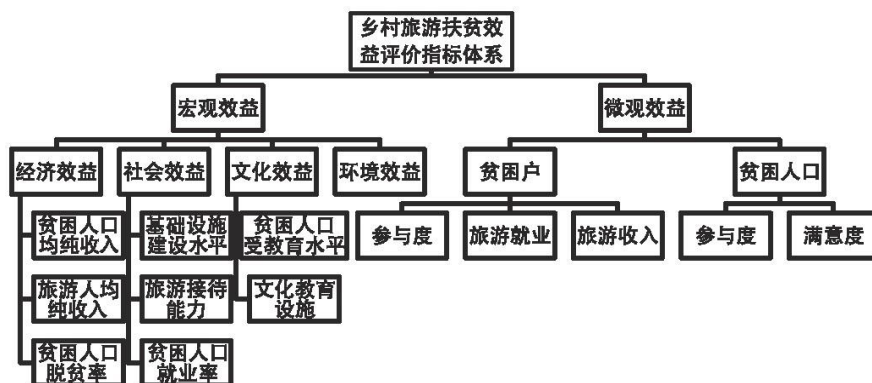 乡村旅游扶贫效
益评价指标体系
宏观效益
微观效益
经济效益
社会效益
文化效益
环境效益
贫困户
贫困人口
贫困人口
均纯收入
基础设施
建设水平
贫困人口
受教育水平
参与度
旅游就业
旅游收入
参与度
满意度
旅游人均
纯收入
旅游接待
能力
文化教育
设施
贫困人口
脱贫率
贫困人口
就业率